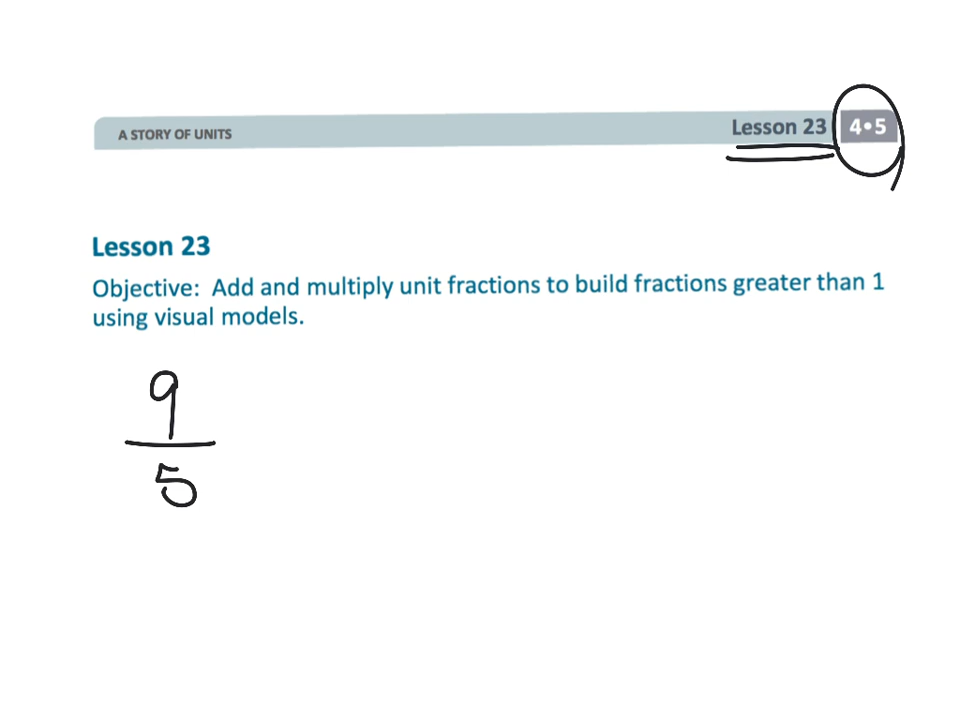 A STORY OF UNITS
Lesson 23 4•5
Lesson 23
Objective: Add and multiply unit fractions to build fractions greater than 1
using visual models.
9
5